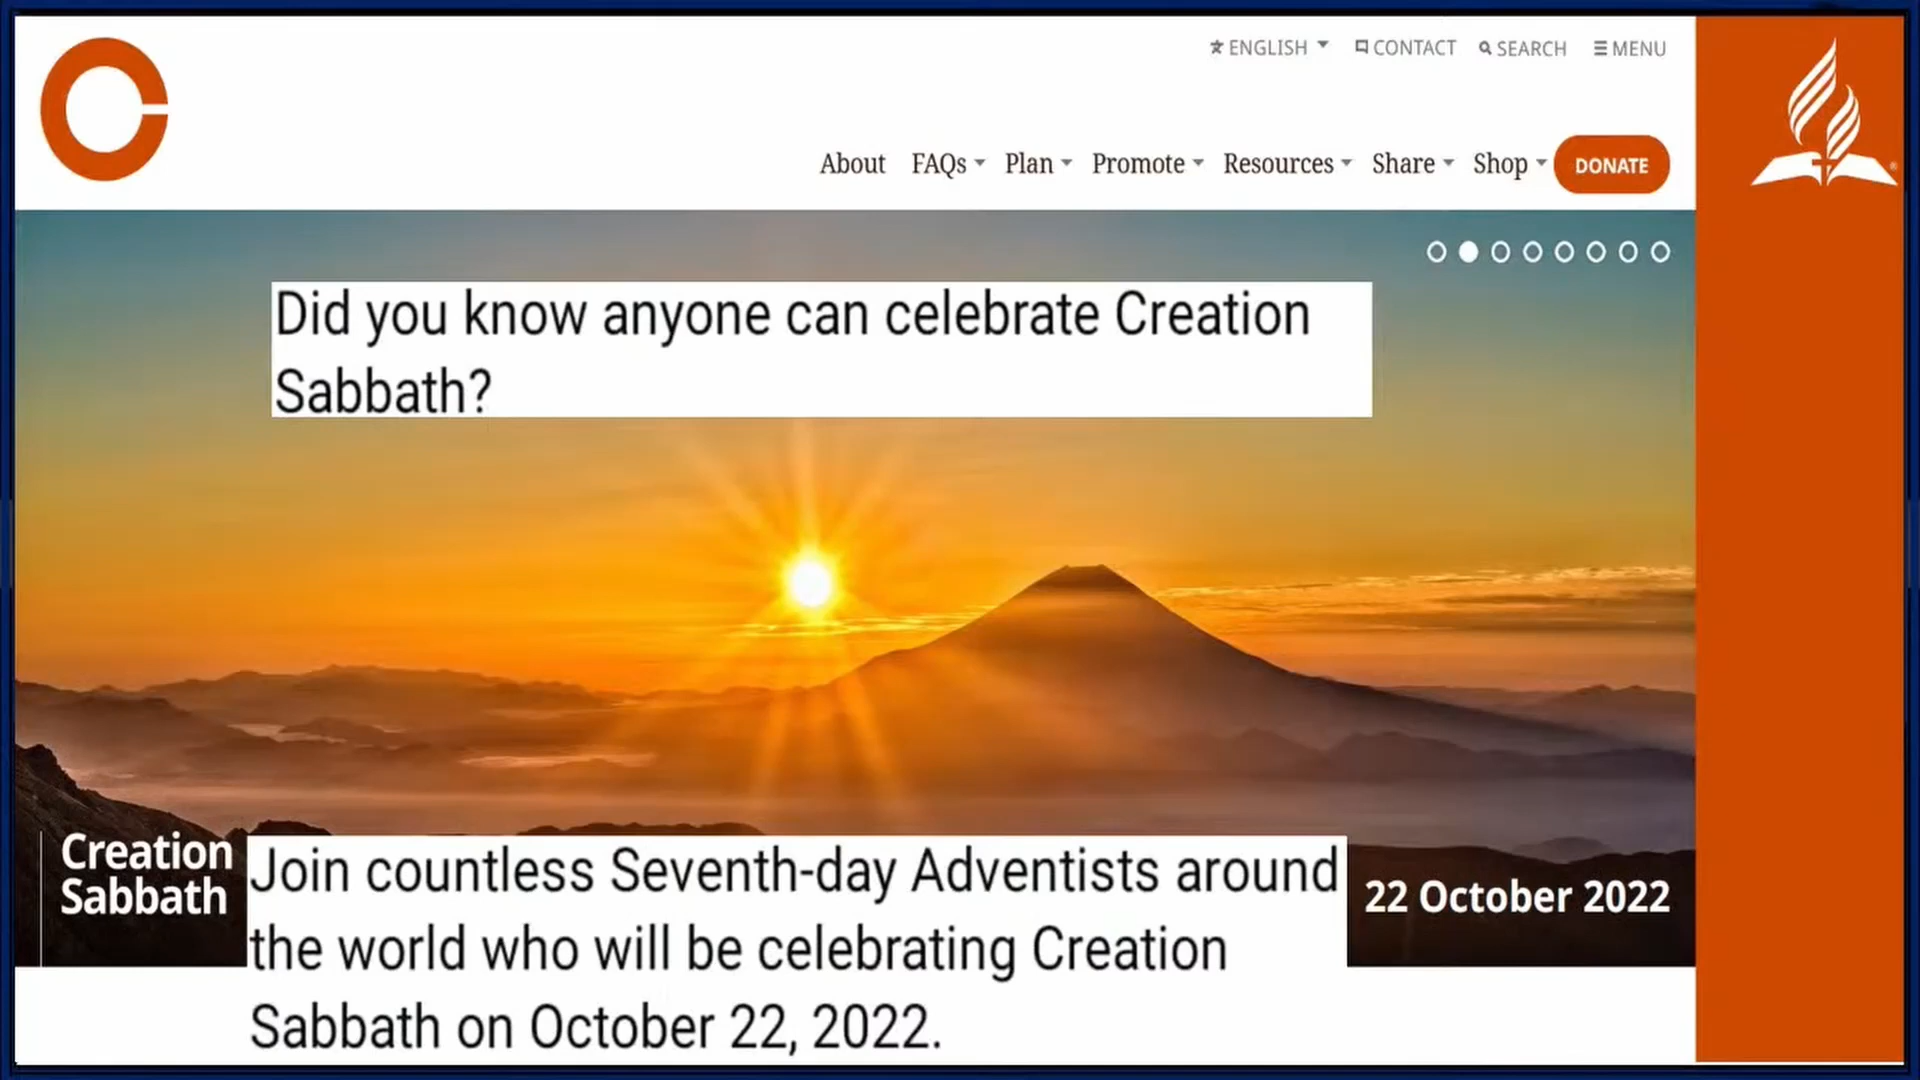 ENGLISH CONTACT SEARCH MENU
About FAQs Plan Promote Resources Share Shop DONATE
Did you know anyone can celebrate Creation
Sabbath?
Creation
Sabbath
Join countless Seventh-day Adventists around
the world who will be celebrating Creation
Sabbath on October 22, 2022.
22 October 2022